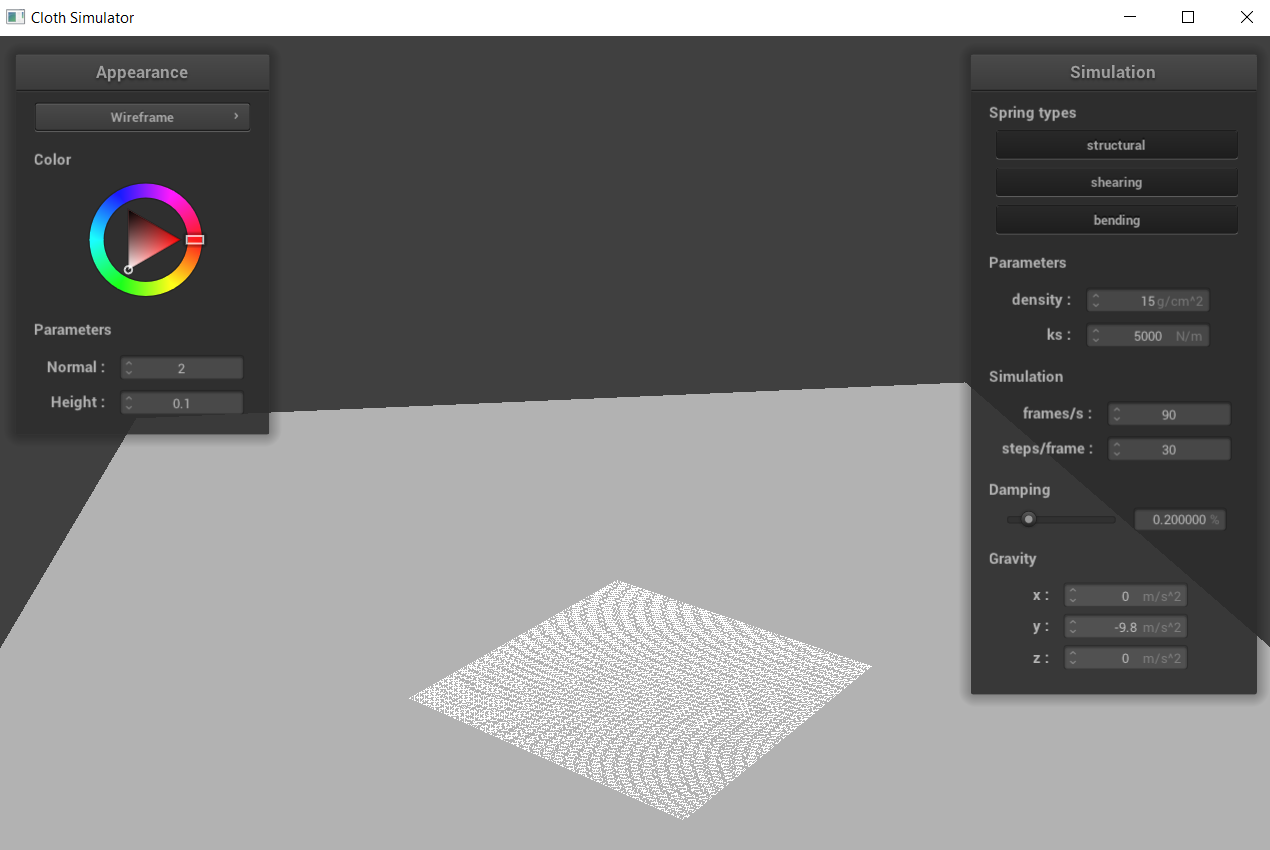 Cloth Simulator
Appearance
Wireframe
Color
Parameters
Normal : 2
Height : 0.1
Simulation
Spring types
structural
shearing
bending
Parameters
density : 15 g/cm^2
ks : 5000 N/m
Simulation
frames/s : 90
steps/frame : 30
Damping
0.200000 %
Gravity
x : 0 m/s^2
y : -9.8 m/s^2
z : 0 m/s^2